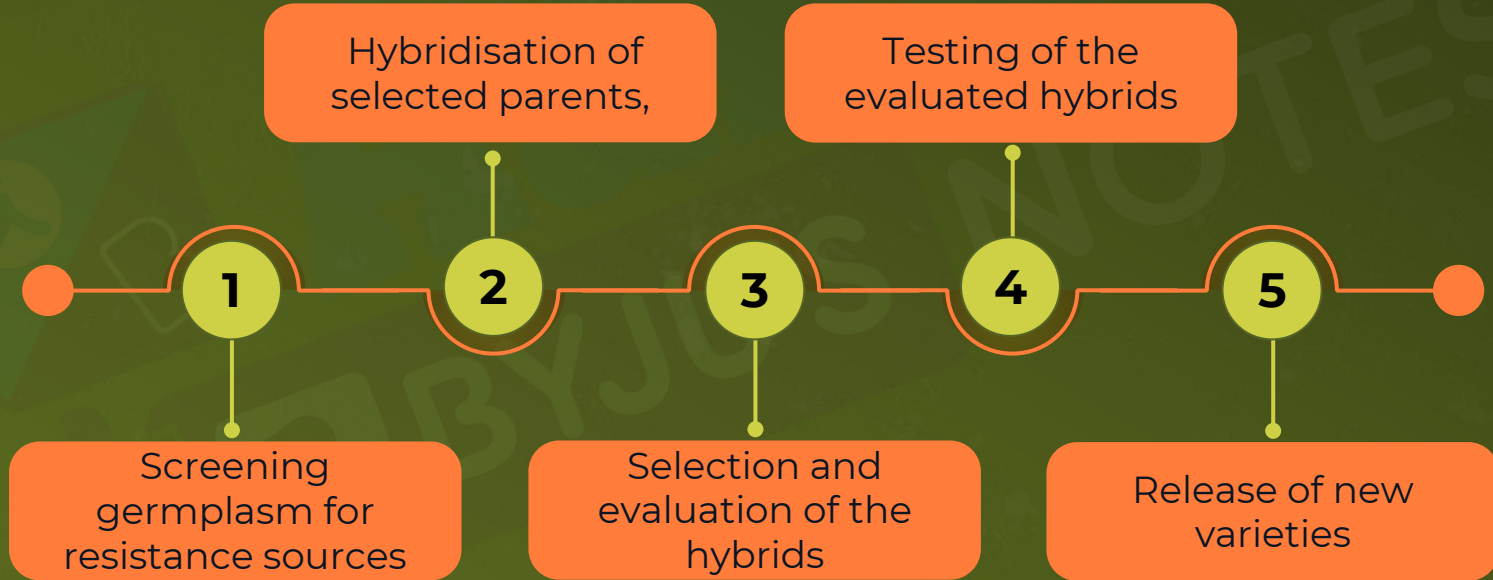 1
Screening
germplasm for
resistance sources
2
Hybridisation of
selected parents,
3
Selection and
evaluation of the
hybrids
4
Testing of the
evaluated hybrids
5
Release of new
varieties
BYJU'S NOTES